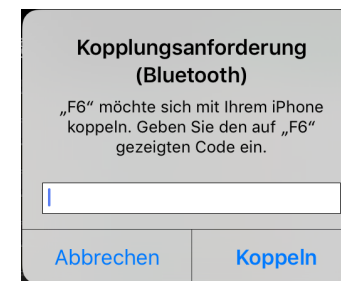 Kopplungsanforderung
(Bluetooth)
„F6“ möchte sich mit Ihrem iPhone
koppeln. Geben Sie den auf „F6“
gezeigten Code ein.
Abbrechen
Koppeln